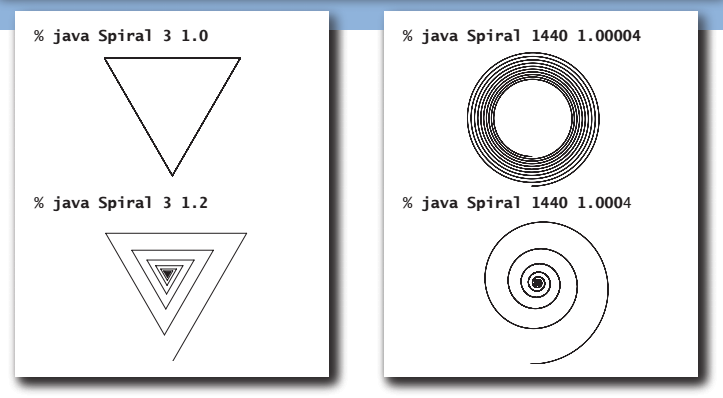 % java Spiral 3 1.0
% java Spiral 3 1.2
% java Spiral 1440 1.00004
% java Spiral 1440 1.0004